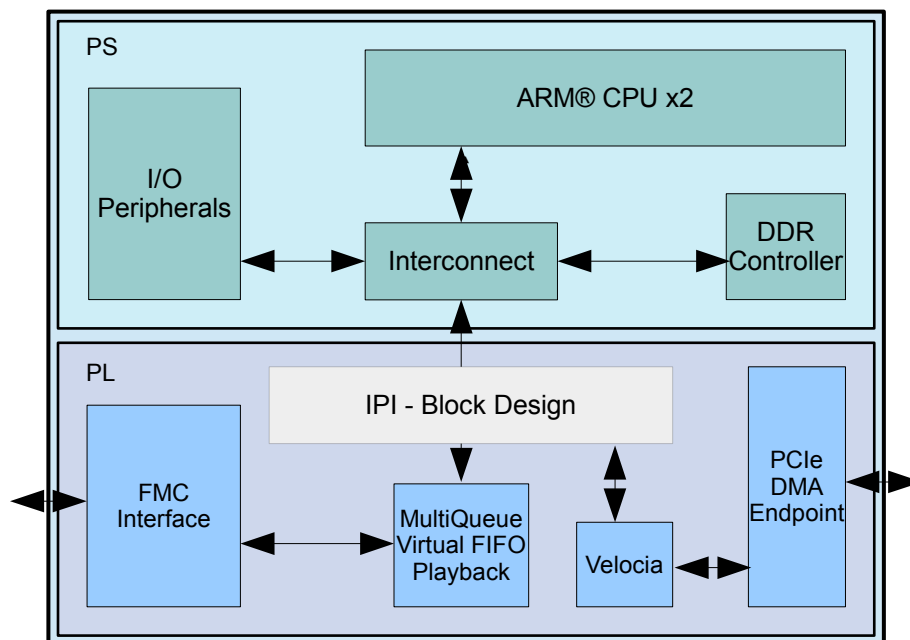 PS
ARM® CPU x2
I/O
Peripherals
Interconnect
DDR
Controller
PL
IPI - Block Design
FMC
Interface
MultiQueue
Virtual FIFO
Playback
Velocia
PCIe
DMA
Endpoint